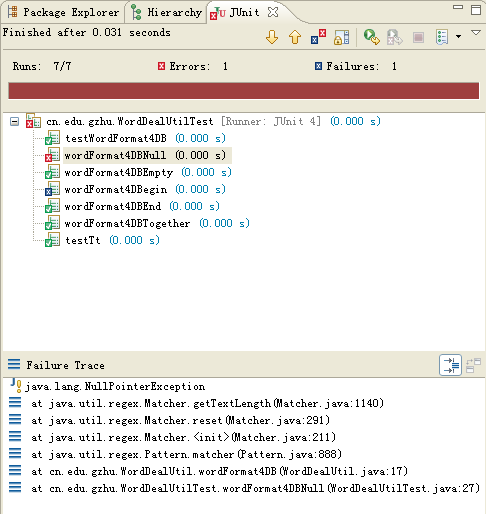 Package Explorer Hierarchy JUnit
Finished after 0.031 seconds
Runs: 7/7 Errors: 1 Failures: 1
cn.edu.gzhu.WordDealUtilTest [Runner: JUnit 4] (0.000 s)
testWordFormat4DB (0.000 s)
wordFormat4DBNull (0.000 s)
wordFormat4DBEmpty (0.000 s)
wordFormat4DBegin (0.000 s)
wordFormat4DBEnd (0.000 s)
wordFormat4DBTogether (0.000 s)
testTt (0.000 s)
Failure Trace
java.lang.NullPointerException
at java.util.regex.Matcher.getTextLength(Matcher.java:1140)
at java.util.regex.Matcher.reset(Matcher.java:291)
at java.util.regex.Matcher.<init>(Matcher.java:211)
at java.util.regex.Pattern.matcher(Pattern.java:888)
at cn.edu.gzhu.WordDealUtil.wordFormat4DB(WordDealUtil.java:17)
at cn.edu.gzhu.WordDealUtilTest.wordFormat4DBNull(WordDealUtilTest.java:27)